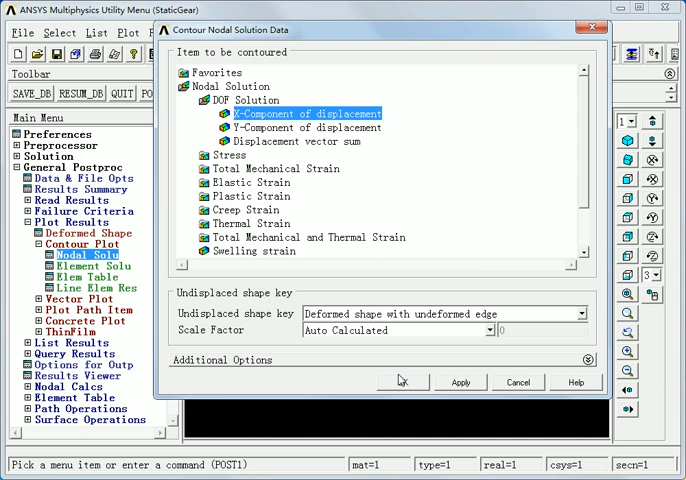 ANSYS Multiphysics Utility Menu (StaticGear)
File Select List Plot
Toolbar
SAVE_DB RESUM_DB QUIT
Main Menu
Preferences
Preprocessor
Solution
General Postproc
Data & File Opts
Results Summary
Read Results
Failure Criteria
Plot Results
Deformed Shape
Contour Plot
Nodal Solu
Element Solu
Elem Table
Line Elem Res
Vector Plot
Plot Path Item
Concrete Plot
ThinFilm
List Results
Query Results
Options for Outp
Results Viewer
Nodal Calcs
Element Table
Path Operations
Surface Operations
Contour Nodal Solution Data
Item to be contoured
Favorites
Nodal Solution
DOF Solution
X-Component of displacement
Y-Component of displacement
Displacement vector sum
Stress
Total Mechanical Strain
Elastic Strain
Plastic Strain
Creep Strain
Thermal Strain
Total Mechanical and Thermal Strain
Swelling strain
Undisplaced shape key
Undisplaced shape key Deformed shape with undeformed edge
Scale Factor Auto Calculated 0
Additional Options
Apply Cancel Help
1
3
Pick a menu item or enter a command (POST1) mat=1 type=1 real=1 csys=1 secn=1